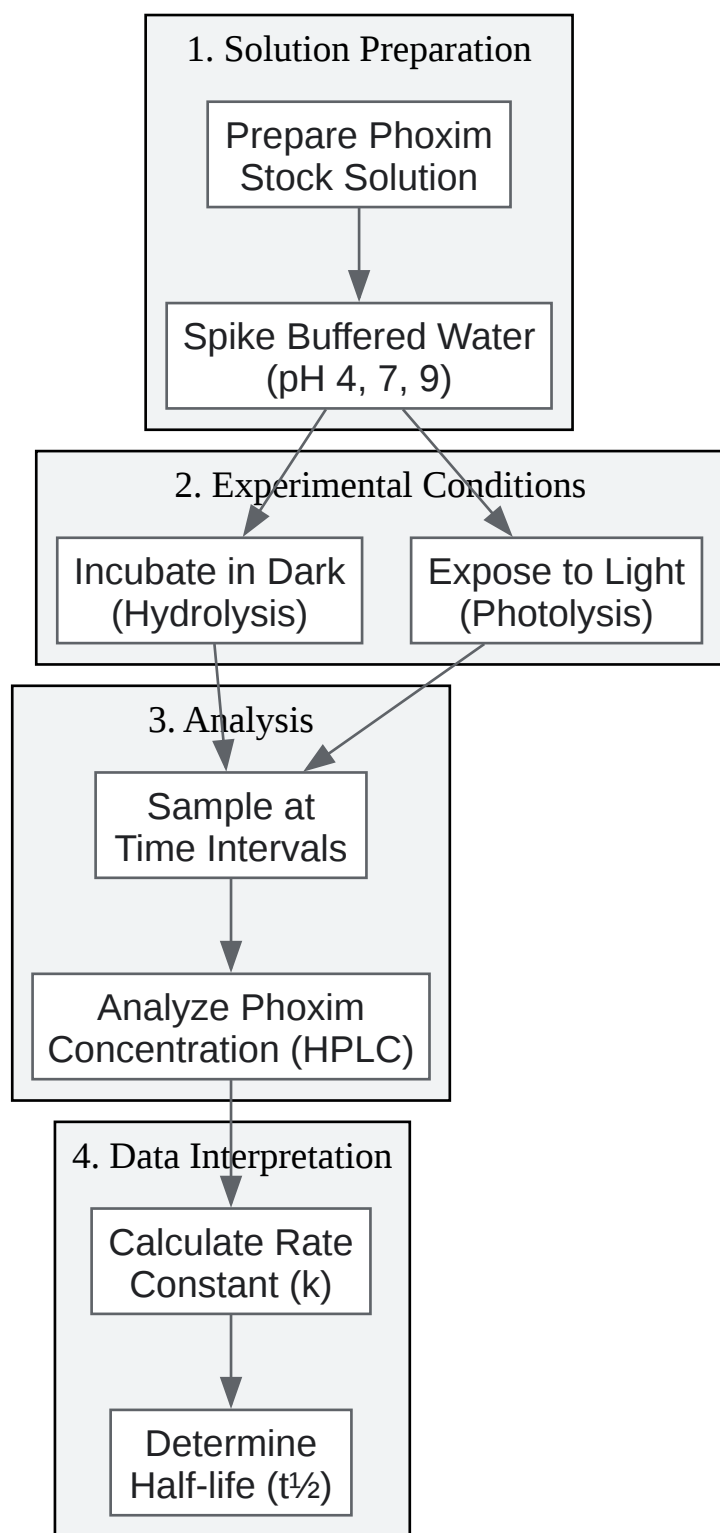 1. Solution Preparation
Prepare Phoxim
Stock Solution
Spike Buffered Water
(pH 4, 7, 9)
2. Experimental Conditions
Incubate in Dark
(Hydrolysis)
Expose to Light
(Photolysis)
3. Analysis
Sample at
Time Intervals
Analyze Phoxim
Concentration (HPLC)
4. Data Interpretation
Calculate Rate
Constant (k)
Determine
Half-life (t½)